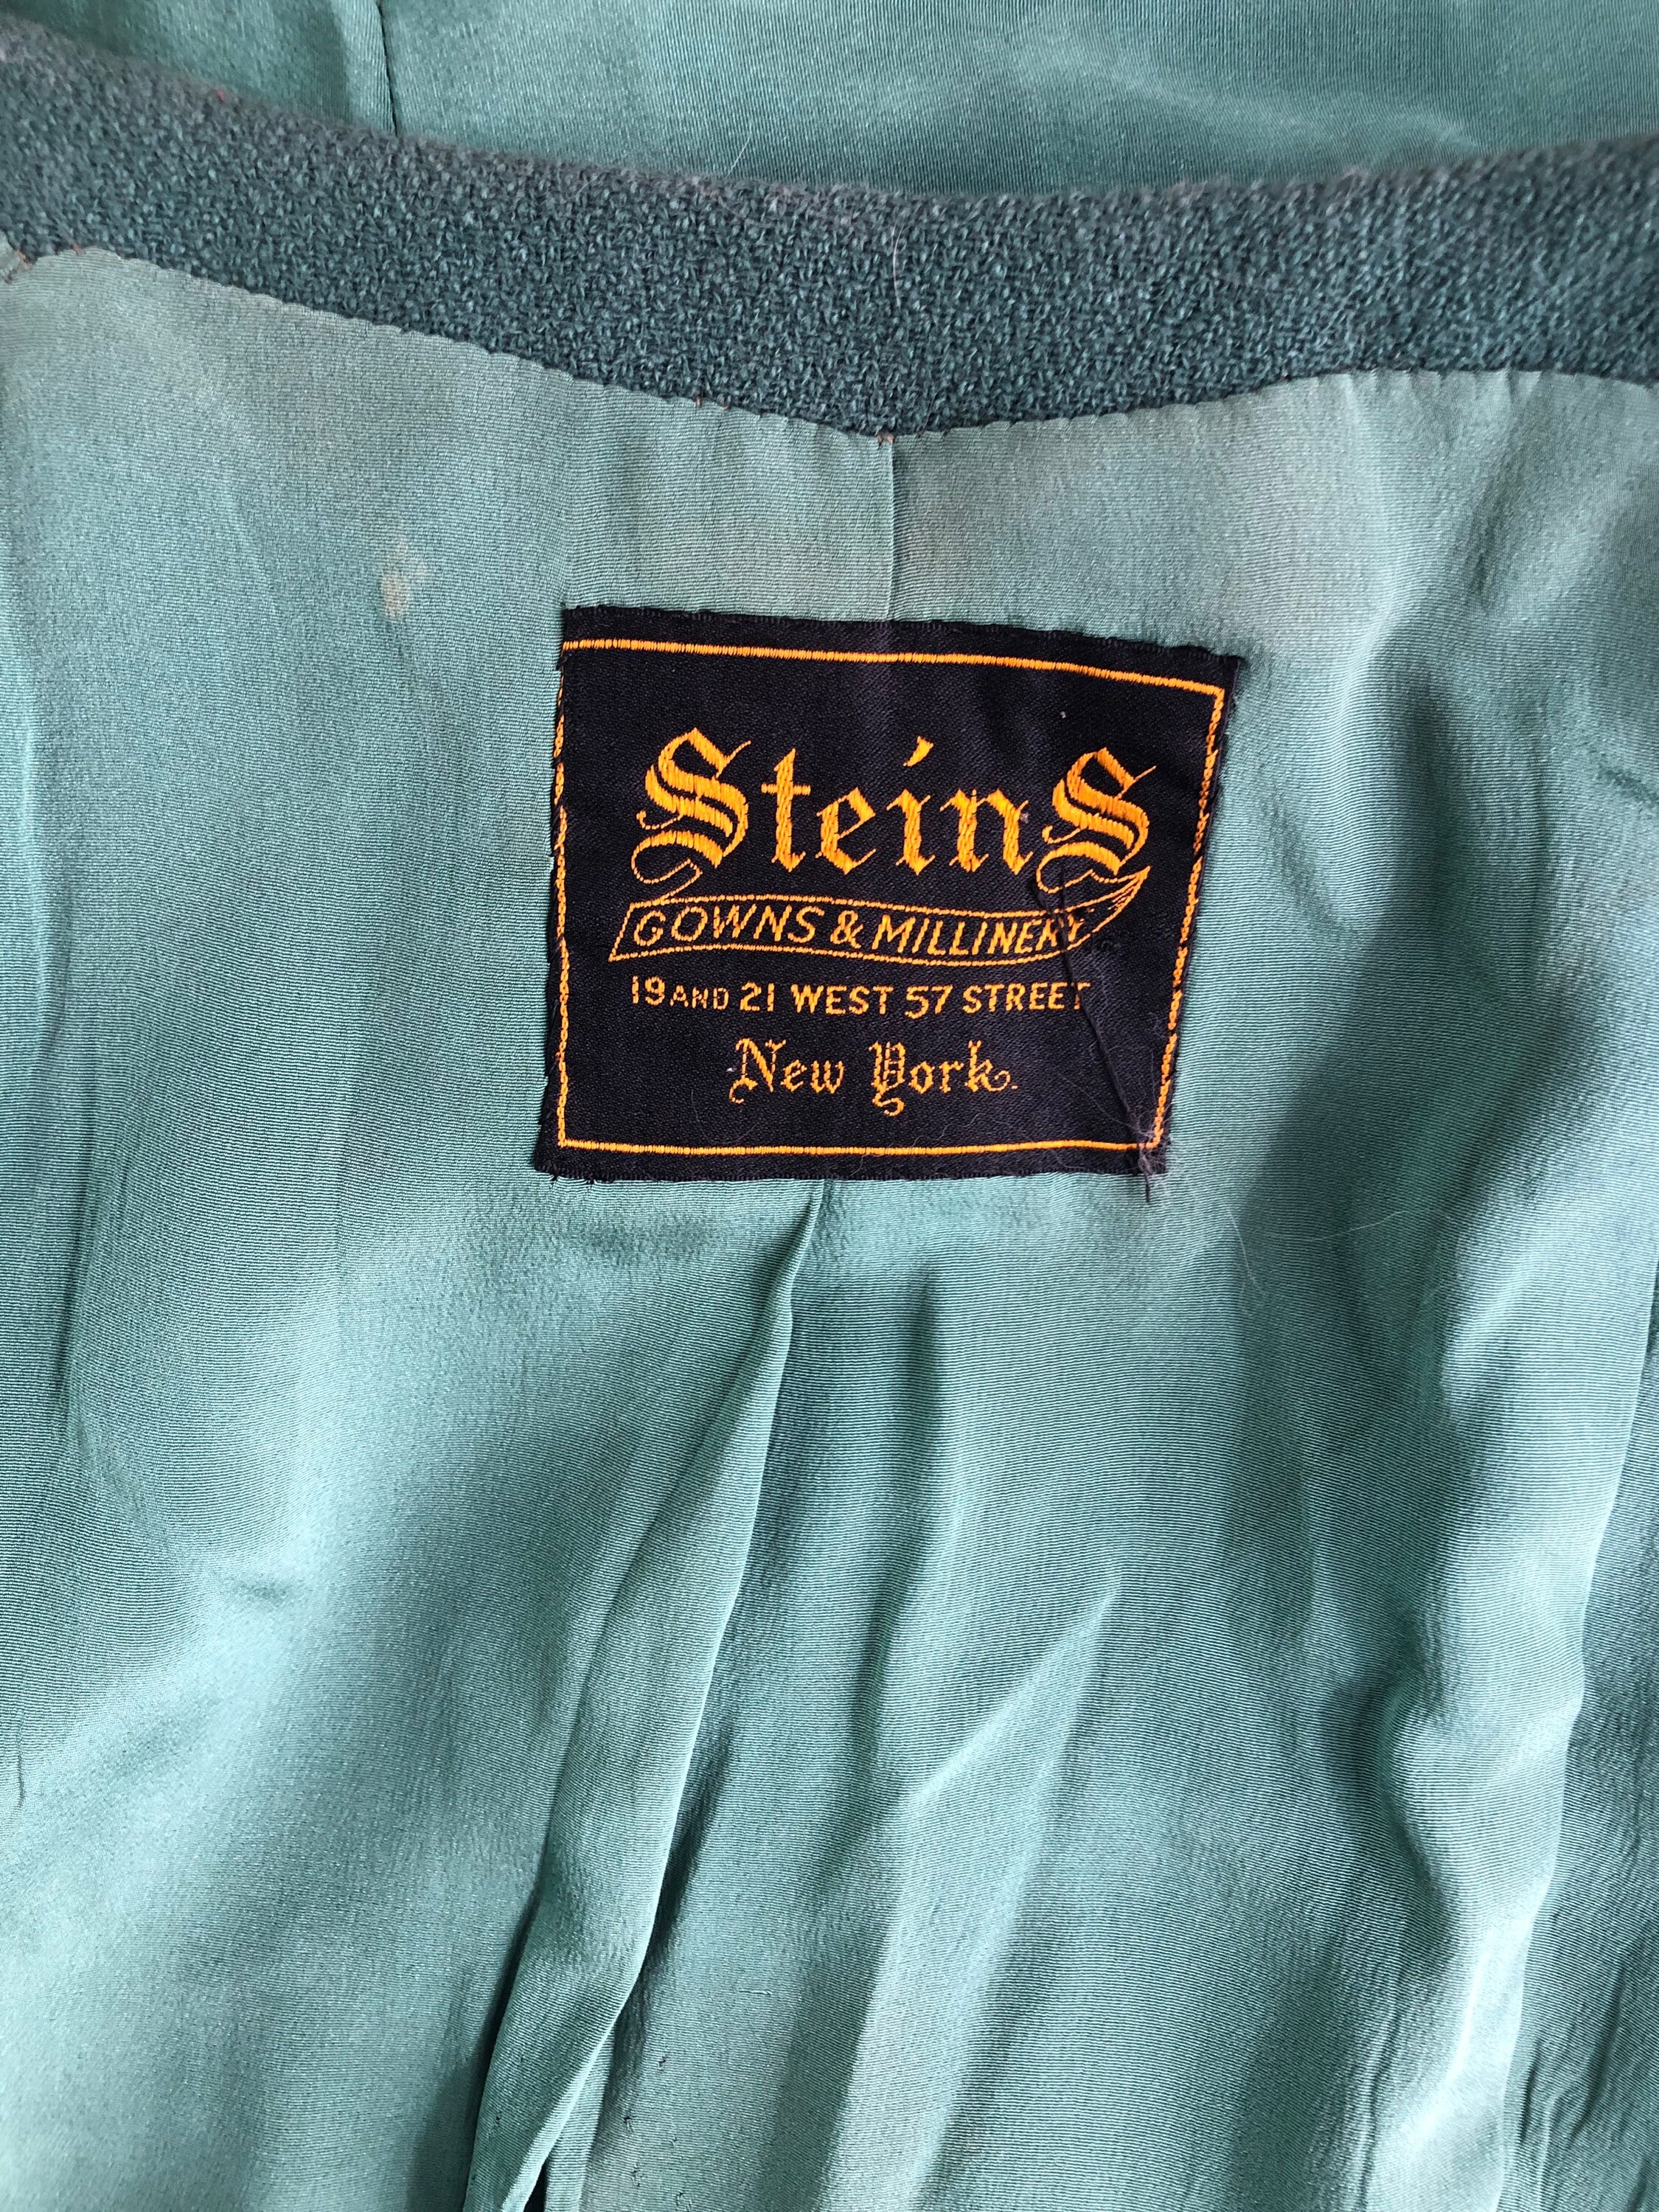 SteinS
GOWNS & MILLINERY
19 AND 21 WEST 57 STREET
New York.